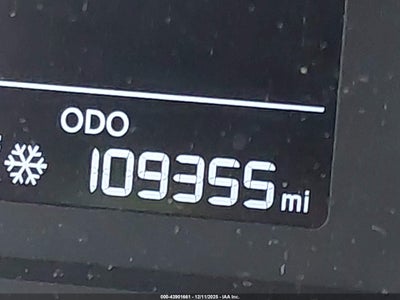 ODO
109355 mi
000-43901661 - 12/11/2025 - IAA Inc.